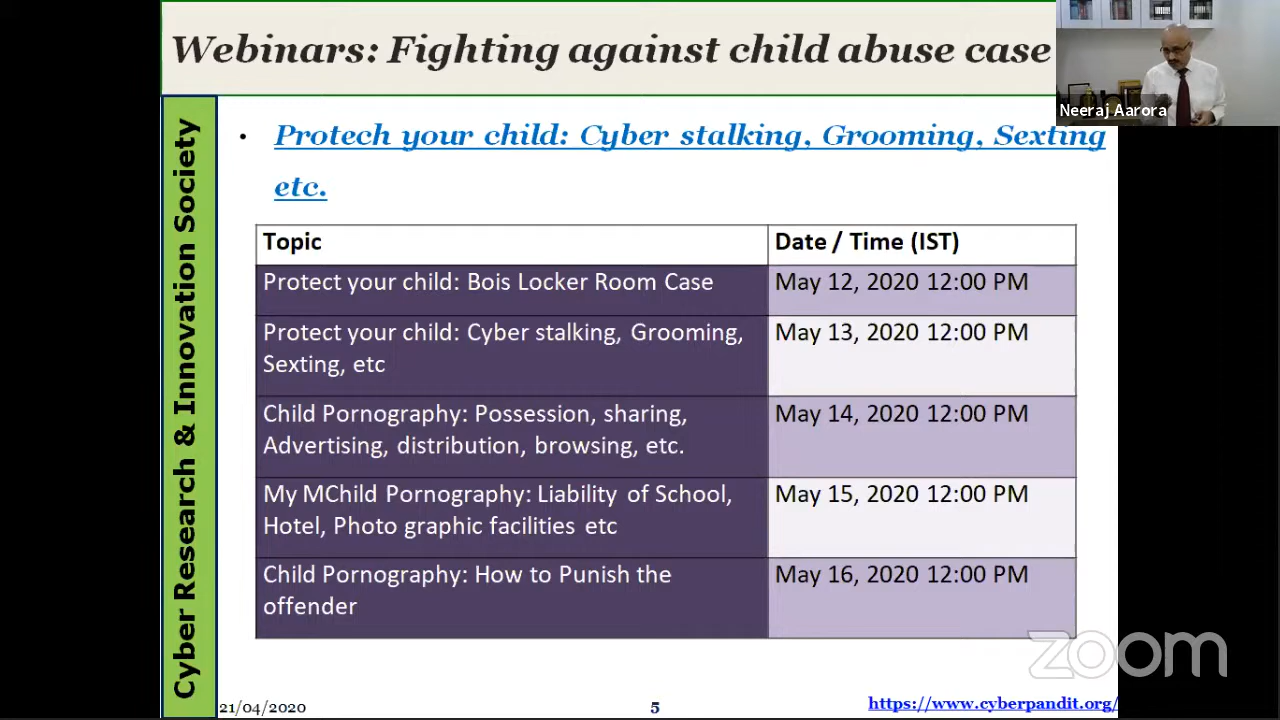 Webinars: Fighting against child abuse case
Neeraj Aarora
• Protech your child: Cyber stalking, Grooming, Sexting
etc.
Cyber Research & Innovation Society
Topic
Date / Time (IST)
Protect your child: Bois Locker Room Case
May 12, 2020 12:00 PM
Protect your child: Cyber stalking, Grooming,
Sexting, etc
May 13, 2020 12:00 PM
Child Pornography: Possession, sharing,
Advertising, distribution, browsing, etc.
May 14, 2020 12:00 PM
My MChild Pornography: Liability of School,
Hotel, Photo graphic facilities etc
May 15, 2020 12:00 PM
Child Pornography: How to Punish the
offender
May 16, 2020 12:00 PM
zoom
21/04/2020
5
https://www.cyberpandit.org/